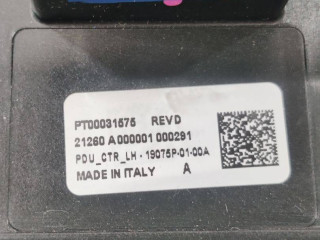 PT00031575 REVD
21260 A000001 000291
PDU_CTR_LH - 19075P-01-00A
MADE IN ITALY A